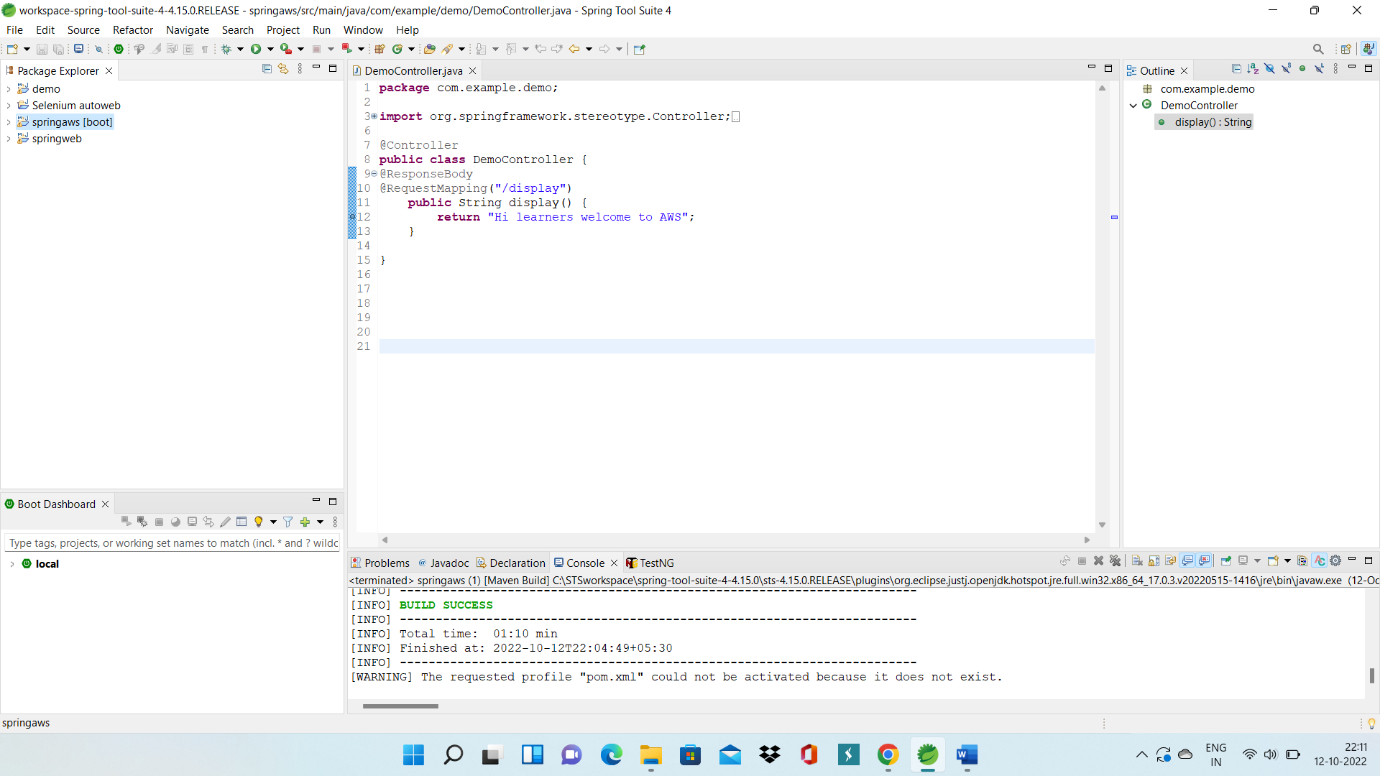 workspace-spring-tool-suite-4-4.15.0.RELEASE - springaws/src/main/java/com/example/demo/DemoController.java - Spring Tool Suite 4
File Edit Source Refactor Navigate Search Project Run Window Help
Package Explorer
demo
Selenium autoweb
springaws [boot]
springweb
DemoController.java
1 package com.example.demo;
2
3 import org.springframework.stereotype.Controller;
6
7 @Controller
8 public class DemoController {
9 @ResponseBody
10 @RequestMapping("/display")
11 public String display() {
12 return "Hi learners welcome to AWS";
13 }
14
15 }
16
17
18
19
20
21
Outline
com.example.demo
DemoController
display() : String
Boot Dashboard
Type tags, projects, or working set names to match (incl. * and ? wildc
local
Problems Javadoc Declaration Console TestNG
<terminated> springaws (1) [Maven Build] C:\STSworkspace\spring-tool-suite-4-4.15.0\sts-4.15.0.RELEASE\plugins\org.eclipse.justj.openjdk.hotspot.jre.full.win32.x86_64_17.0.3.v20220515-1416\jre\bin\javaw.exe (12-Oc
[INFO] ------------------------------------------------------------------------
[INFO] BUILD SUCCESS
[INFO] ------------------------------------------------------------------------
[INFO] Total time:  01:10 min
[INFO] Finished at: 2022-10-12T22:04:49+05:30
[INFO] ------------------------------------------------------------------------
[WARNING] The requested profile "pom.xml" could not be activated because it does not exist.
springaws
ENG
IN
22:11
12-10-2022